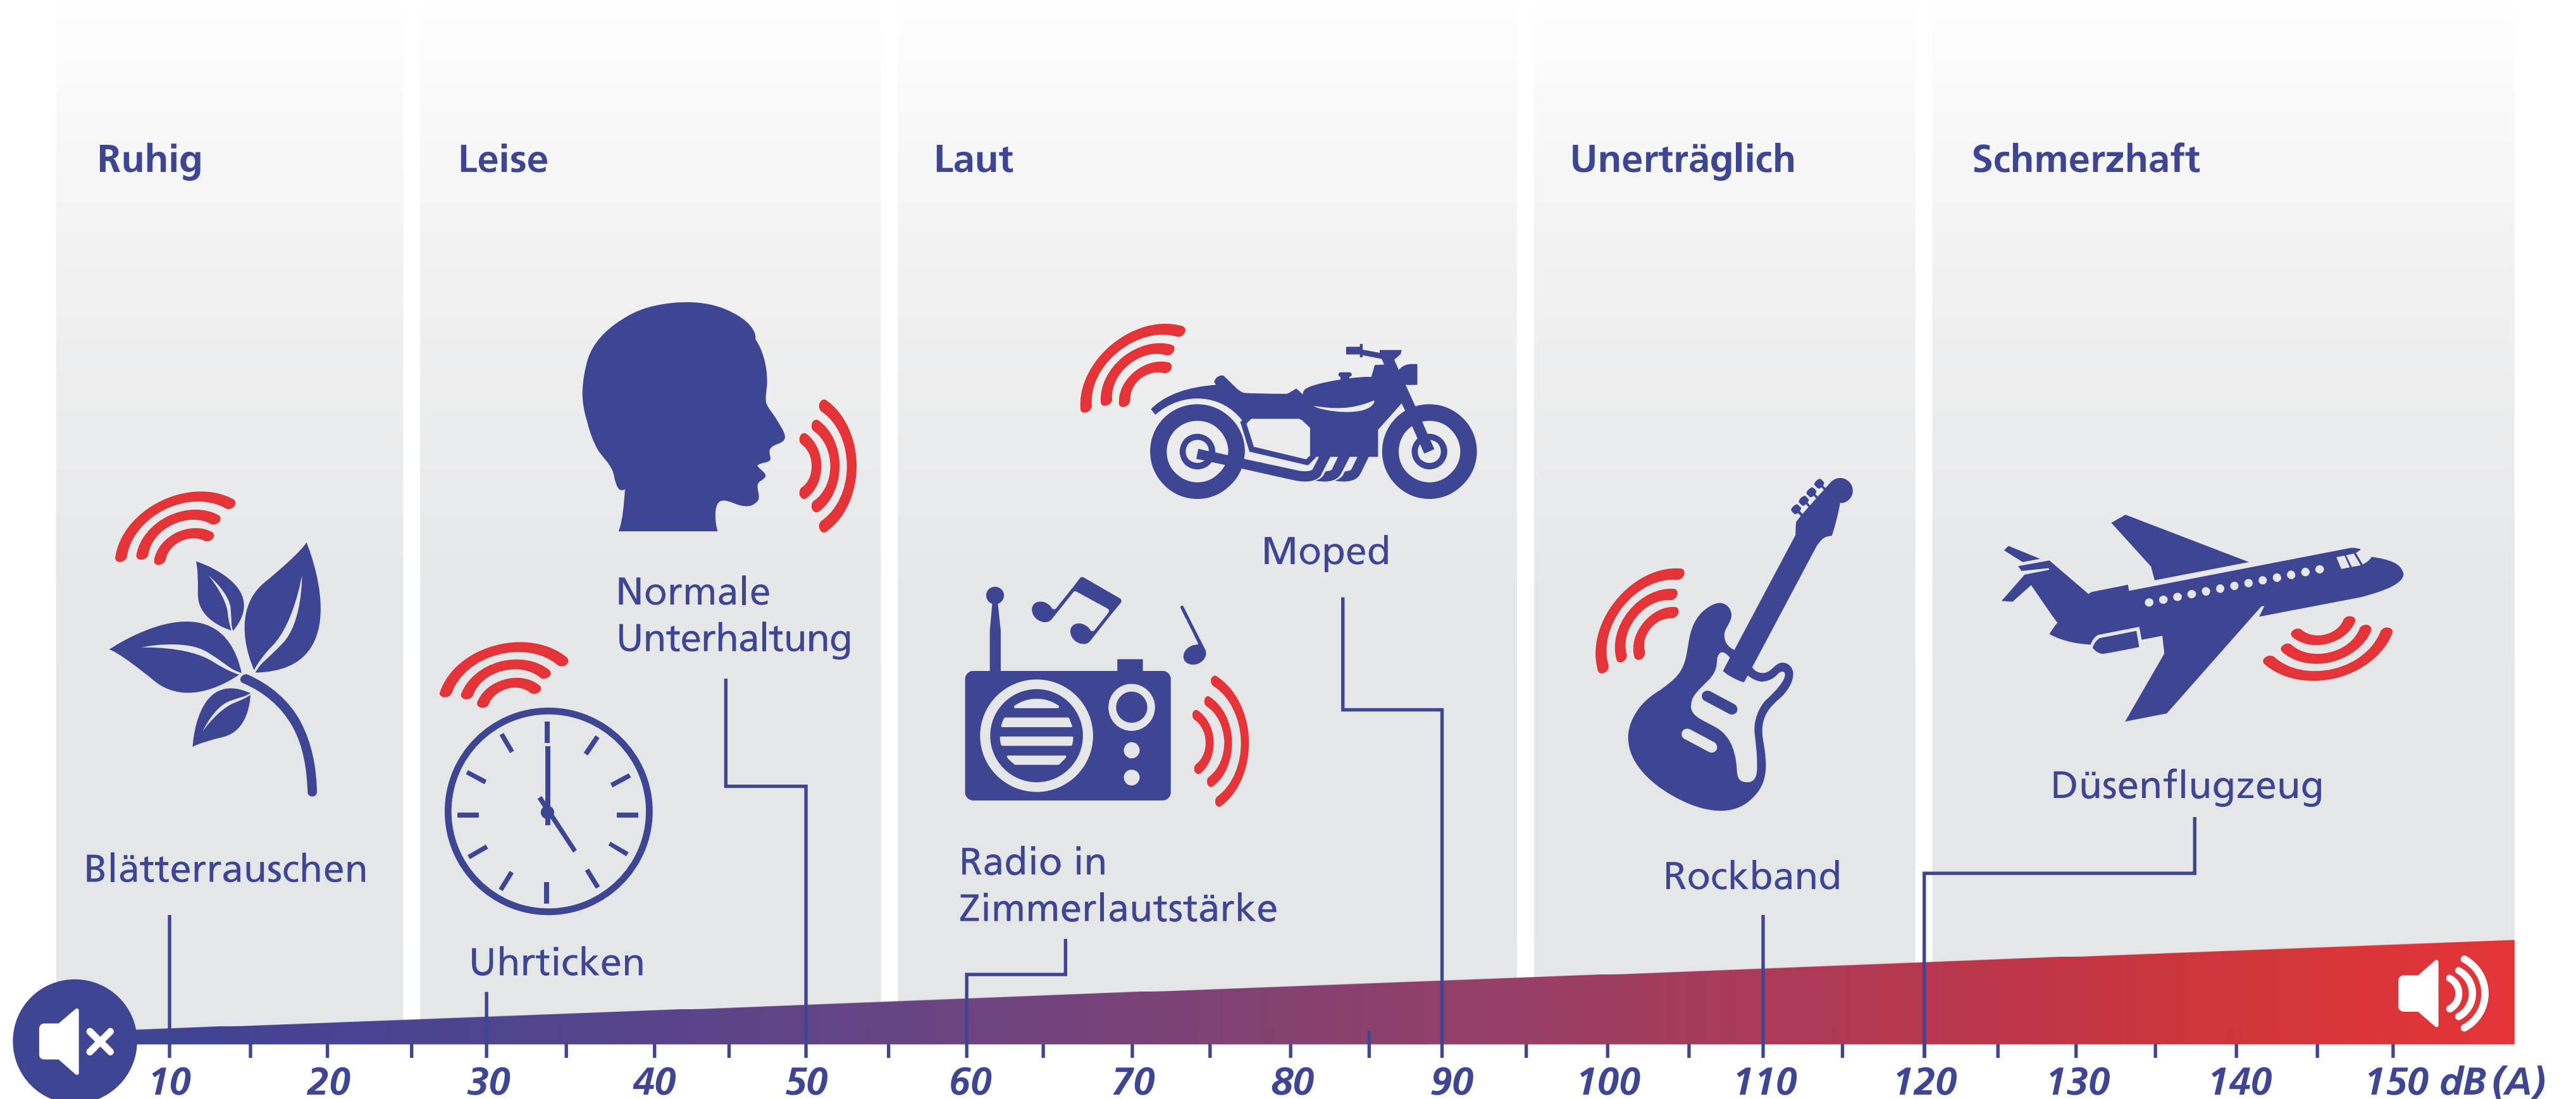 Ruhig
Leise
Laut
Unerträglich
Schmerzhaft
Blätterrauschen
Uhrticken
Normale
Unterhaltung
Radio in
Zimmerlautstärke
Moped
Rockband
Düsenflugzeug
10 20 30 40 50 60 70 80 90 100 110 120 130 140 150 dB (A)